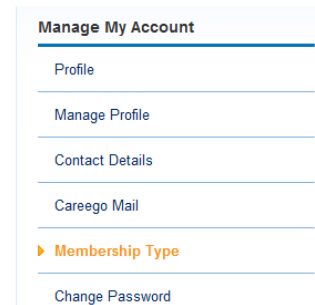 Manage My Account
Profile
Manage Profile
Contact Details
Careego Mail
Membership Type
Change Password